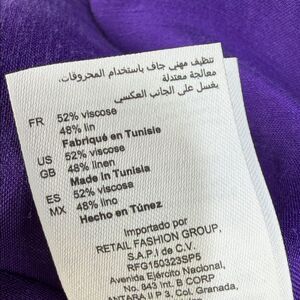 تنظيف مهني جاف باستخدام المحروقات.
معالجة معتدلة
يغسل على الجانب العكسي
FR 52% viscose
48% lin
Fabriqué en Tunisie
US 52% viscose
GB 48% linen
Made in Tunisia
ES 52% viscosa
MX 48% lino
Hecho en Túnez
Importado por
RETAIL FASHION GROUP,
S.A.P.I de C.V.
RFG150323SP5
Avenida Ejército Nacional,
No. 843 Int. B CORP
ANTARA II P 3, Col. Granada,